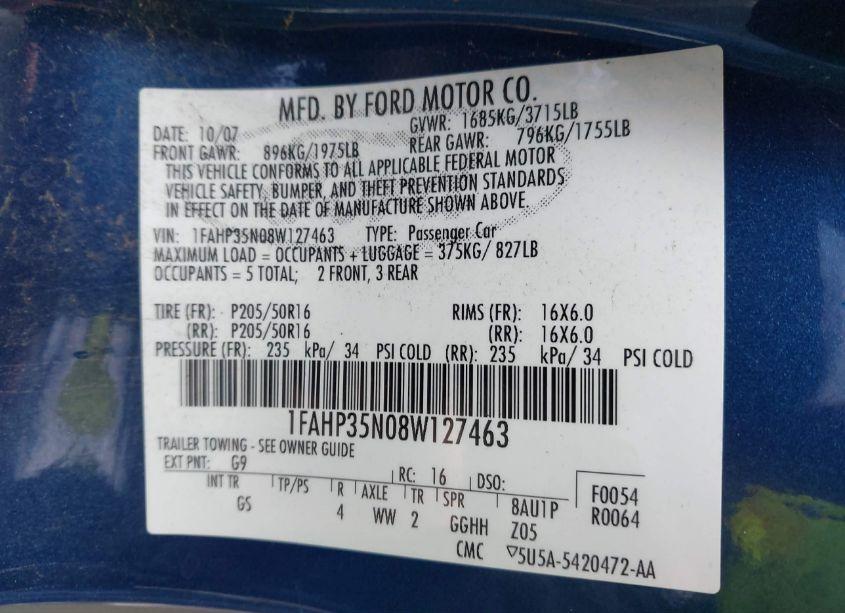 MFD. BY FORD MOTOR CO.
DATE: 10/07 GVWR: 1685KG/3715LB
FRONT GAWR: 896KG/1975LB REAR GAWR: 796KG/1755LB
THIS VEHICLE CONFORMS TO ALL APPLICABLE FEDERAL MOTOR
VEHICLE SAFETY, BUMPER, AND THEFT PREVENTION STANDARDS
IN EFFECT ON THE DATE OF MANUFACTURE SHOWN ABOVE.
VIN: 1FAHP35N08W127463 TYPE: Passenger Car
MAXIMUM LOAD = OCCUPANTS + LUGGAGE = 375KG/ 827LB
OCCUPANTS = 5 TOTAL; 2 FRONT, 3 REAR
TIRE (FR): P205/50R16 RIMS (FR): 16X6.0
(RR): P205/50R16 (RR): 16X6.0
PRESSURE (FR): 235 kPa/ 34 PSI COLD (RR): 235 kPa/ 34 PSI COLD
1FAHP35N08W127463
TRAILER TOWING - SEE OWNER GUIDE
EXT PNT: G9 RC: 16 DSO: F0054
INT TR TP/PS R AXLE TR SPR 8AU1P R0064
GS 4 WW 2 GGHH Z05
CMC ▽5U5A-5420472-AA